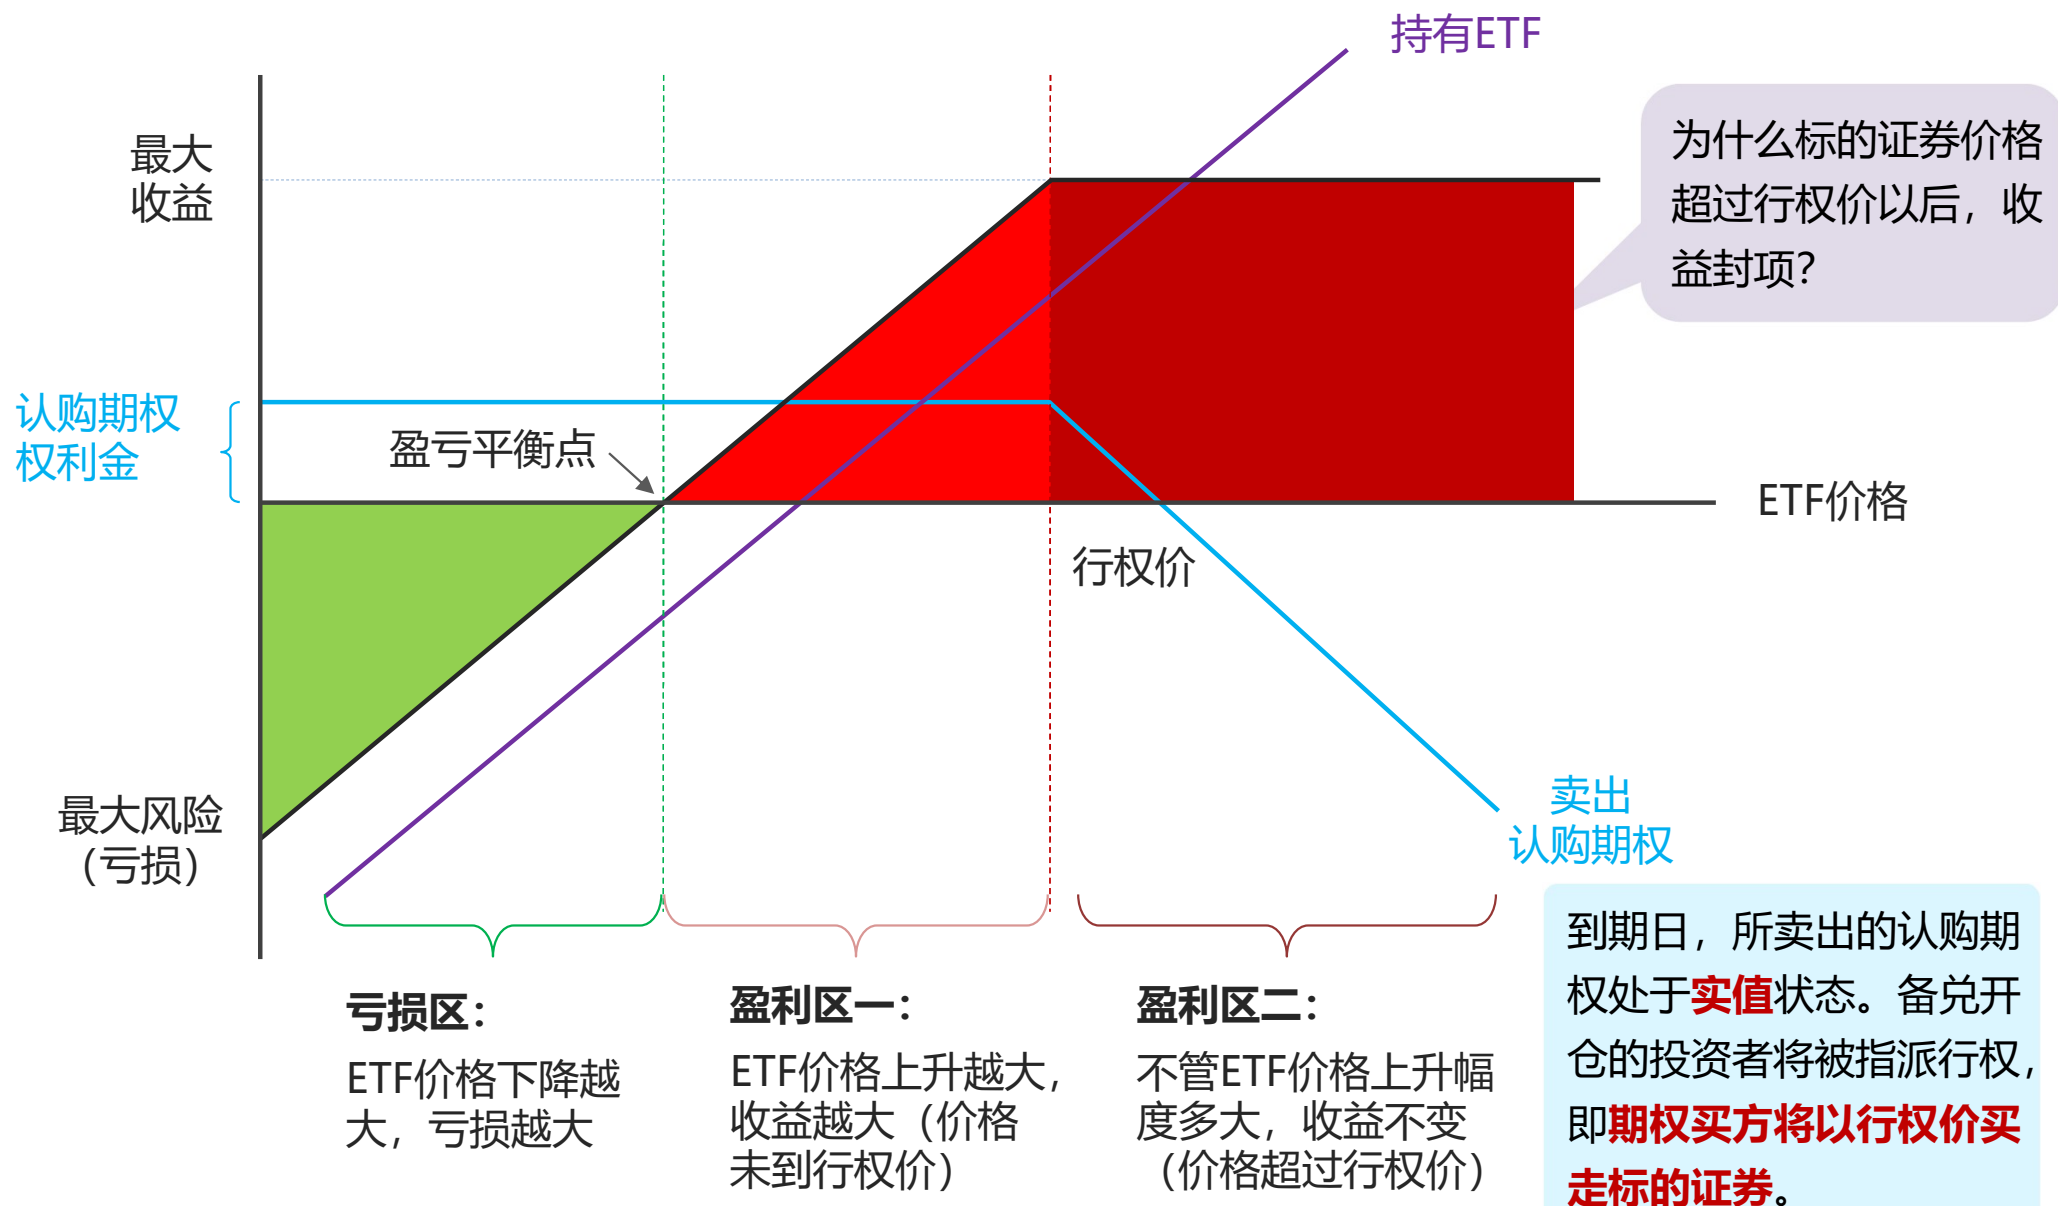 持有ETF
最大
收益
为什么标的证券价格
超过行权价以后，收
益封项？
认购期权
权利金
盈亏平衡点
ETF价格
行权价
最大风险
（亏损）
卖出
认购期权
亏损区：
ETF价格下降越
大，亏损越大
盈利区一：
ETF价格上升越大，
收益越大（价格
未到行权价）
盈利区二：
不管ETF价格上升幅
度多大，收益不变
（价格超过行权价）
到期日，所卖出的认购期
权处于实值状态。备兑开
仓的投资者将被指派行权，
即期权买方将以行权价买
走标的证券。